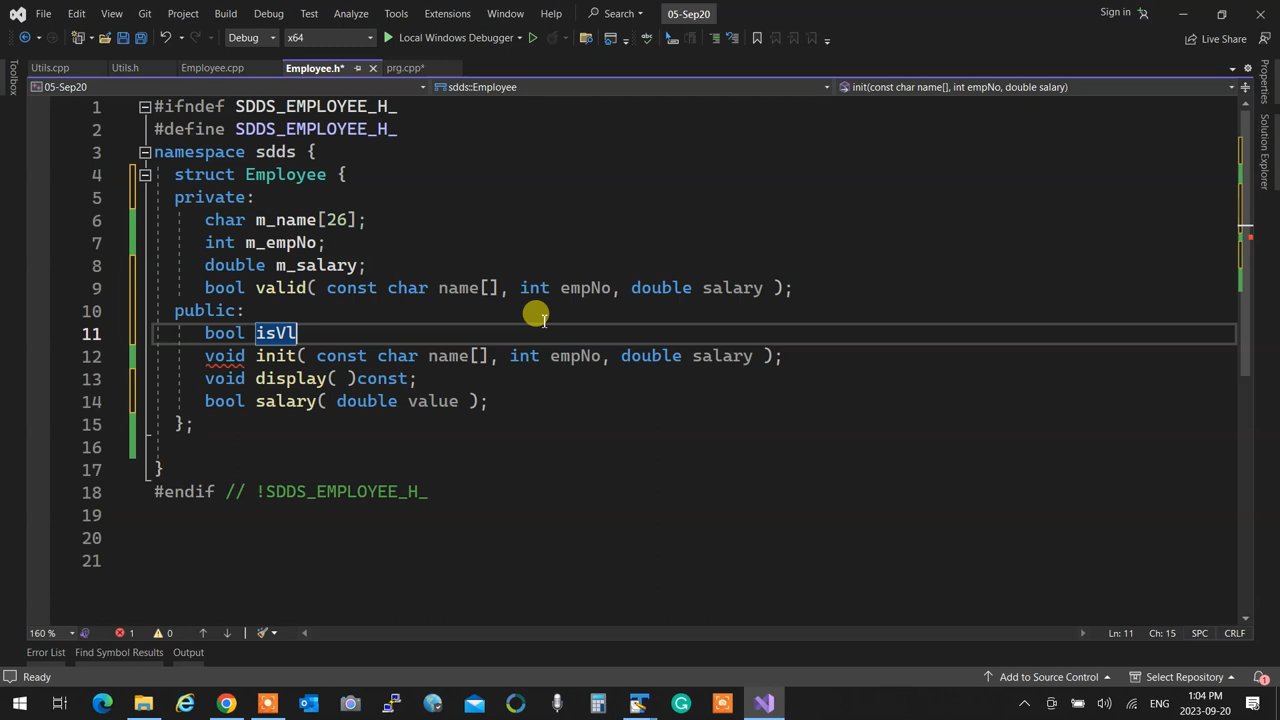 File Edit View Git Project Build Debug Test Analyze Tools Extensions Window Help Search 05-Sep20 Sign in
Debug x64 Local Windows Debugger Live Share
Utils.cpp Utils.h Employee.cpp Employee.h* prg.cpp*
05-Sep20 sdds::Employee init(const char name[], int empNo, double salary)
Toolbox
Properties
Solution Explorer
1 #ifndef SDDS_EMPLOYEE_H_
2 #define SDDS_EMPLOYEE_H_
3 namespace sdds {
4 struct Employee {
5 private:
6 char m_name[26];
7 int m_empNo;
8 double m_salary;
9 bool valid( const char name[], int empNo, double salary );
10 public:
11 bool isVl
12 void init( const char name[], int empNo, double salary );
13 void display( )const;
14 bool salary( double value );
15 };
16
17 }
18 #endif // !SDDS_EMPLOYEE_H_
19
20
21
160 % 1 0 Ln: 11 Ch: 15 SPC CRLF
Error List Find Symbol Results Output
Ready Add to Source Control Select Repository 1
ENG 1:04 PM
2023-09-20